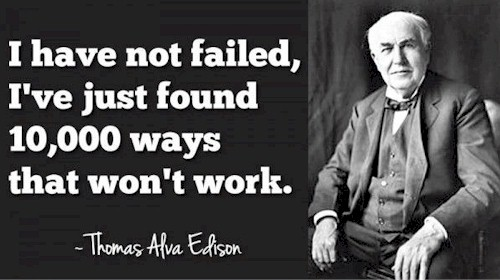 I have not failed,
I've just found
10,000 ways
that won't work.
~Thomas Alva Edison